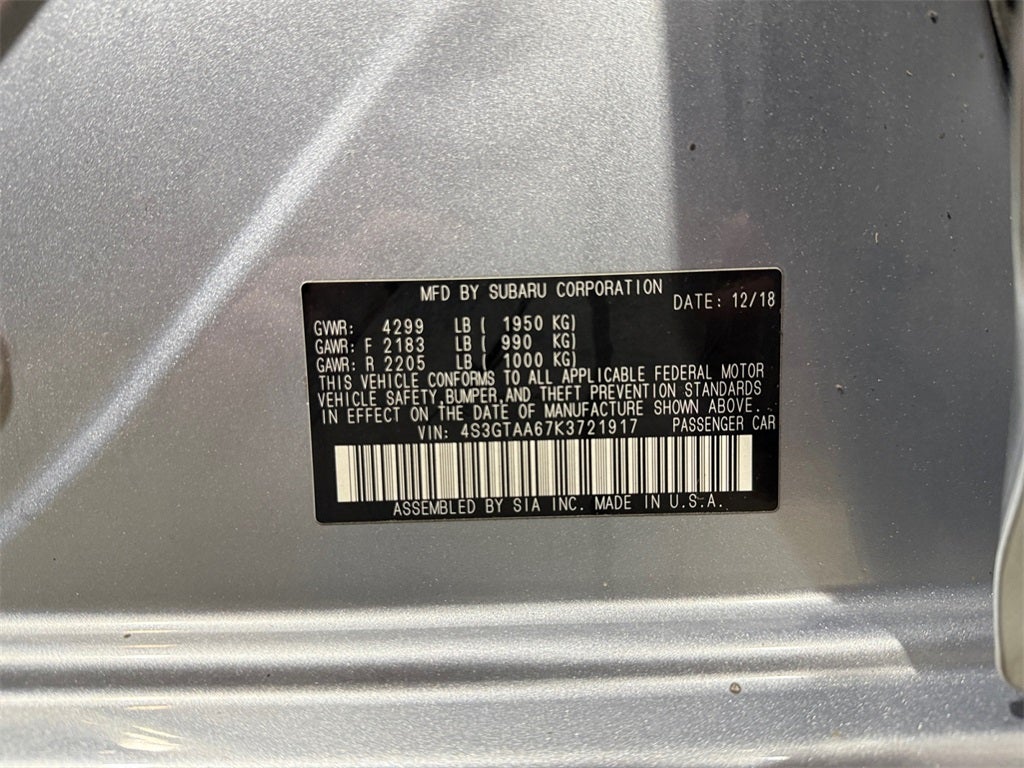 MFD BY SUBARU CORPORATION DATE: 12/18
GVWR: 4299 LB ( 1950 KG)
GAWR: F 2183 LB ( 990 KG)
GAWR: R 2205 LB ( 1000 KG)
THIS VEHICLE CONFORMS TO ALL APPLICABLE FEDERAL MOTOR
VEHICLE SAFETY, BUMPER, AND THEFT PREVENTION STANDARDS
IN EFFECT ON THE DATE OF MANUFACTURE SHOWN ABOVE.
VIN: 4S3GTAA67K3721917 PASSENGER CAR
ASSEMBLED BY SIA INC. MADE IN U.S.A.